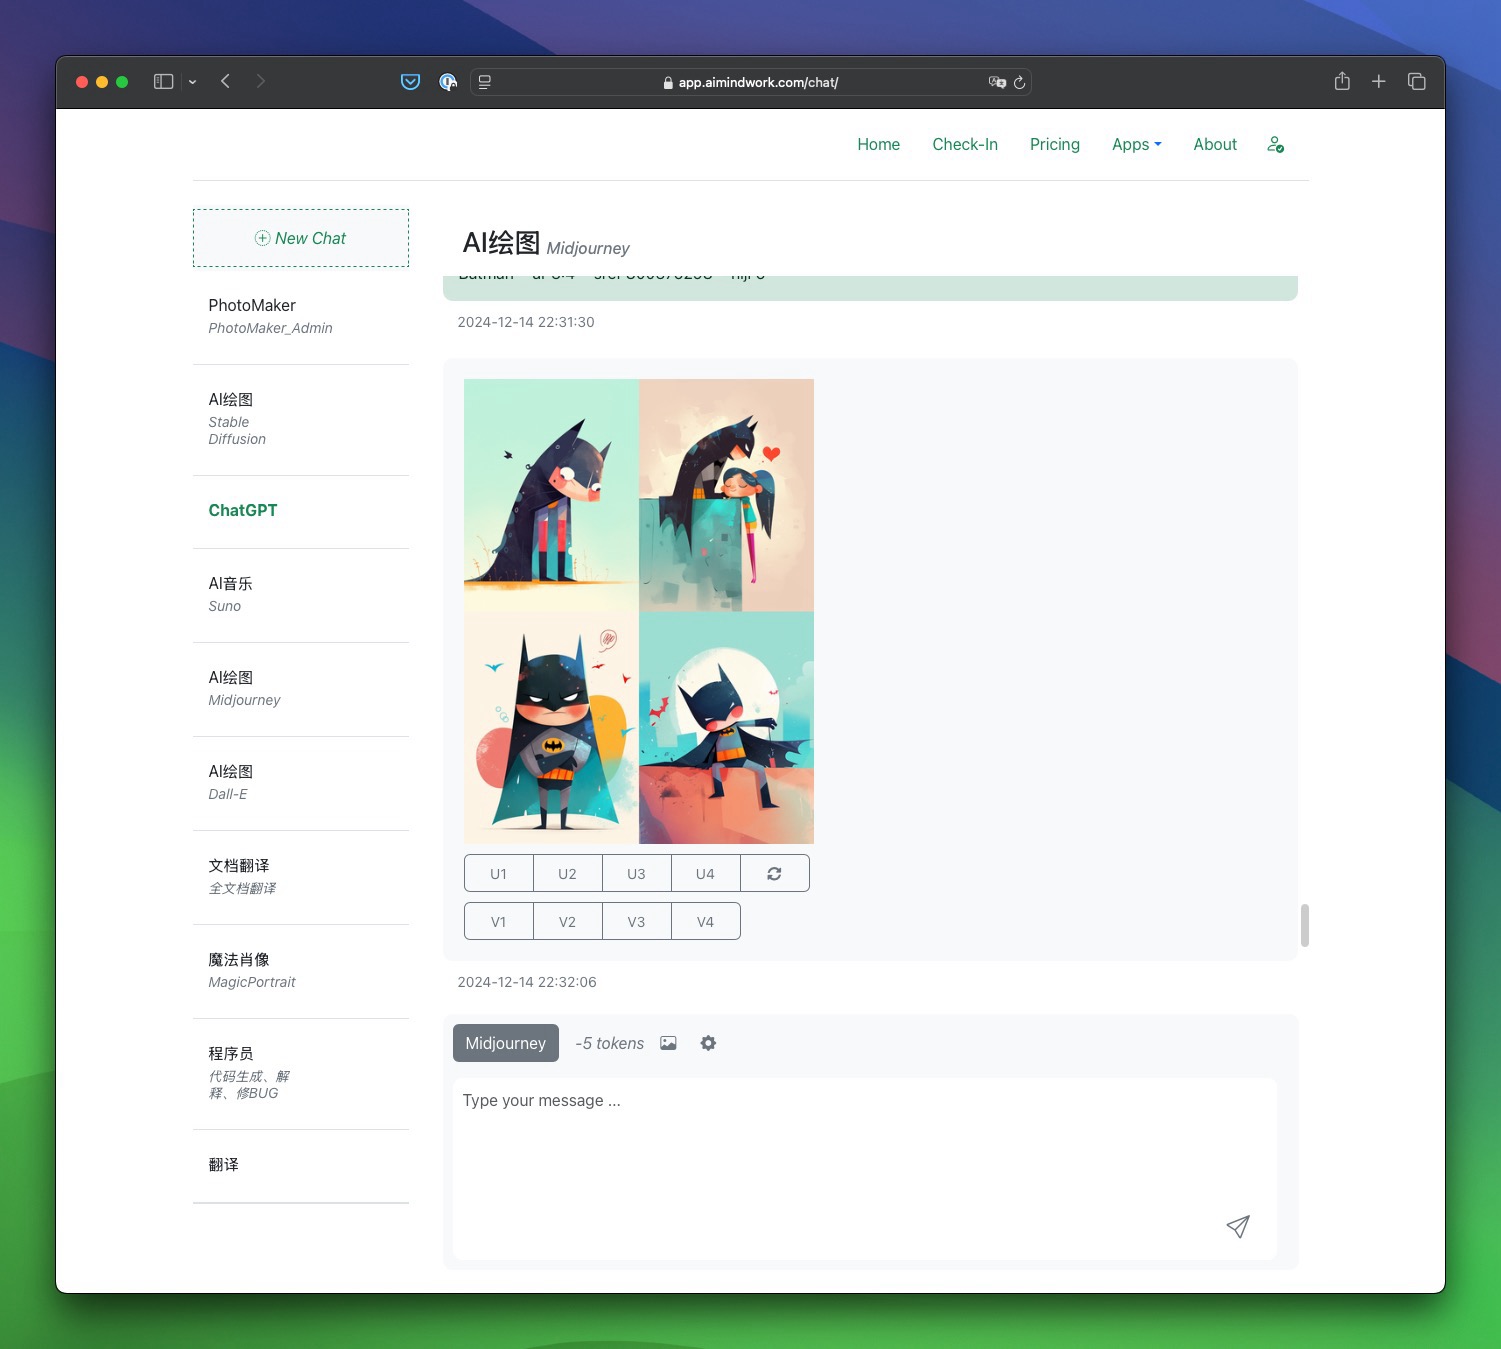 app.aimindwork.com/chat/
Home Check-In Pricing Apps About
New Chat
PhotoMaker
PhotoMaker_Admin
AI绘图
Stable
Diffusion
ChatGPT
AI音乐
Suno
AI绘图
Midjourney
AI绘图
Dall-E
文档翻译
全文档翻译
魔法肖像
MagicPortrait
程序员
代码生成、解
释、修BUG
翻译
AI绘图 Midjourney
2024-12-14 22:31:30
U1 U2 U3 U4
V1 V2 V3 V4
2024-12-14 22:32:06
Midjourney -5 tokens
Type your message ...